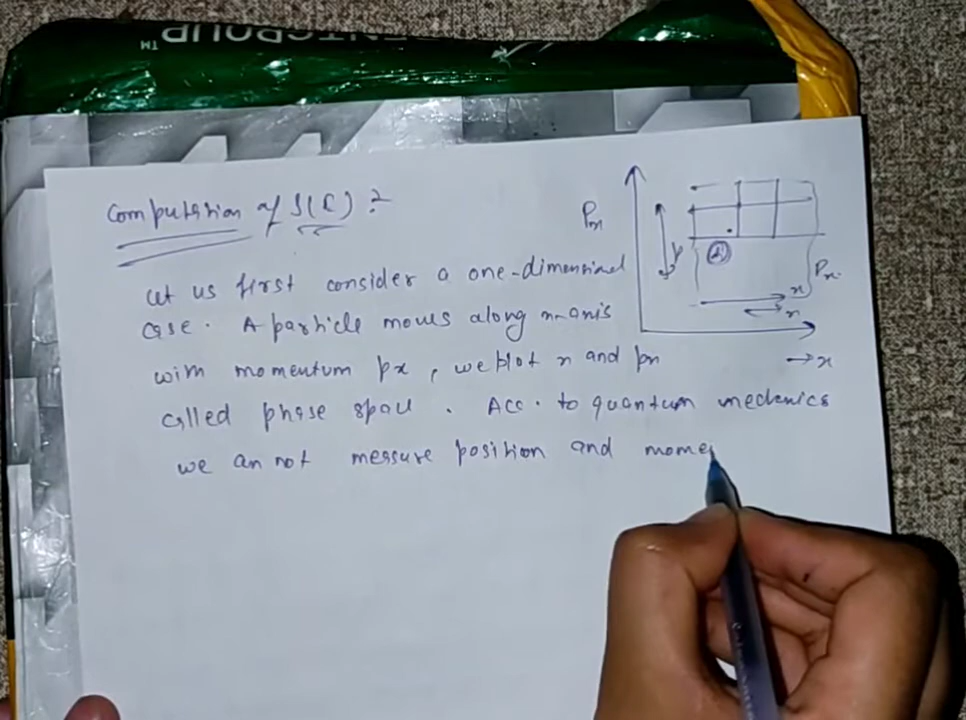 Computation of S(E) ?
Let us first consider a one-dimensional
case. A particle moves along x-axis
with momentum px, we plot x and px
called phase space. Acc. to quantum mechanics
we can not measure position and mome
Px
Px
x
x
→ x